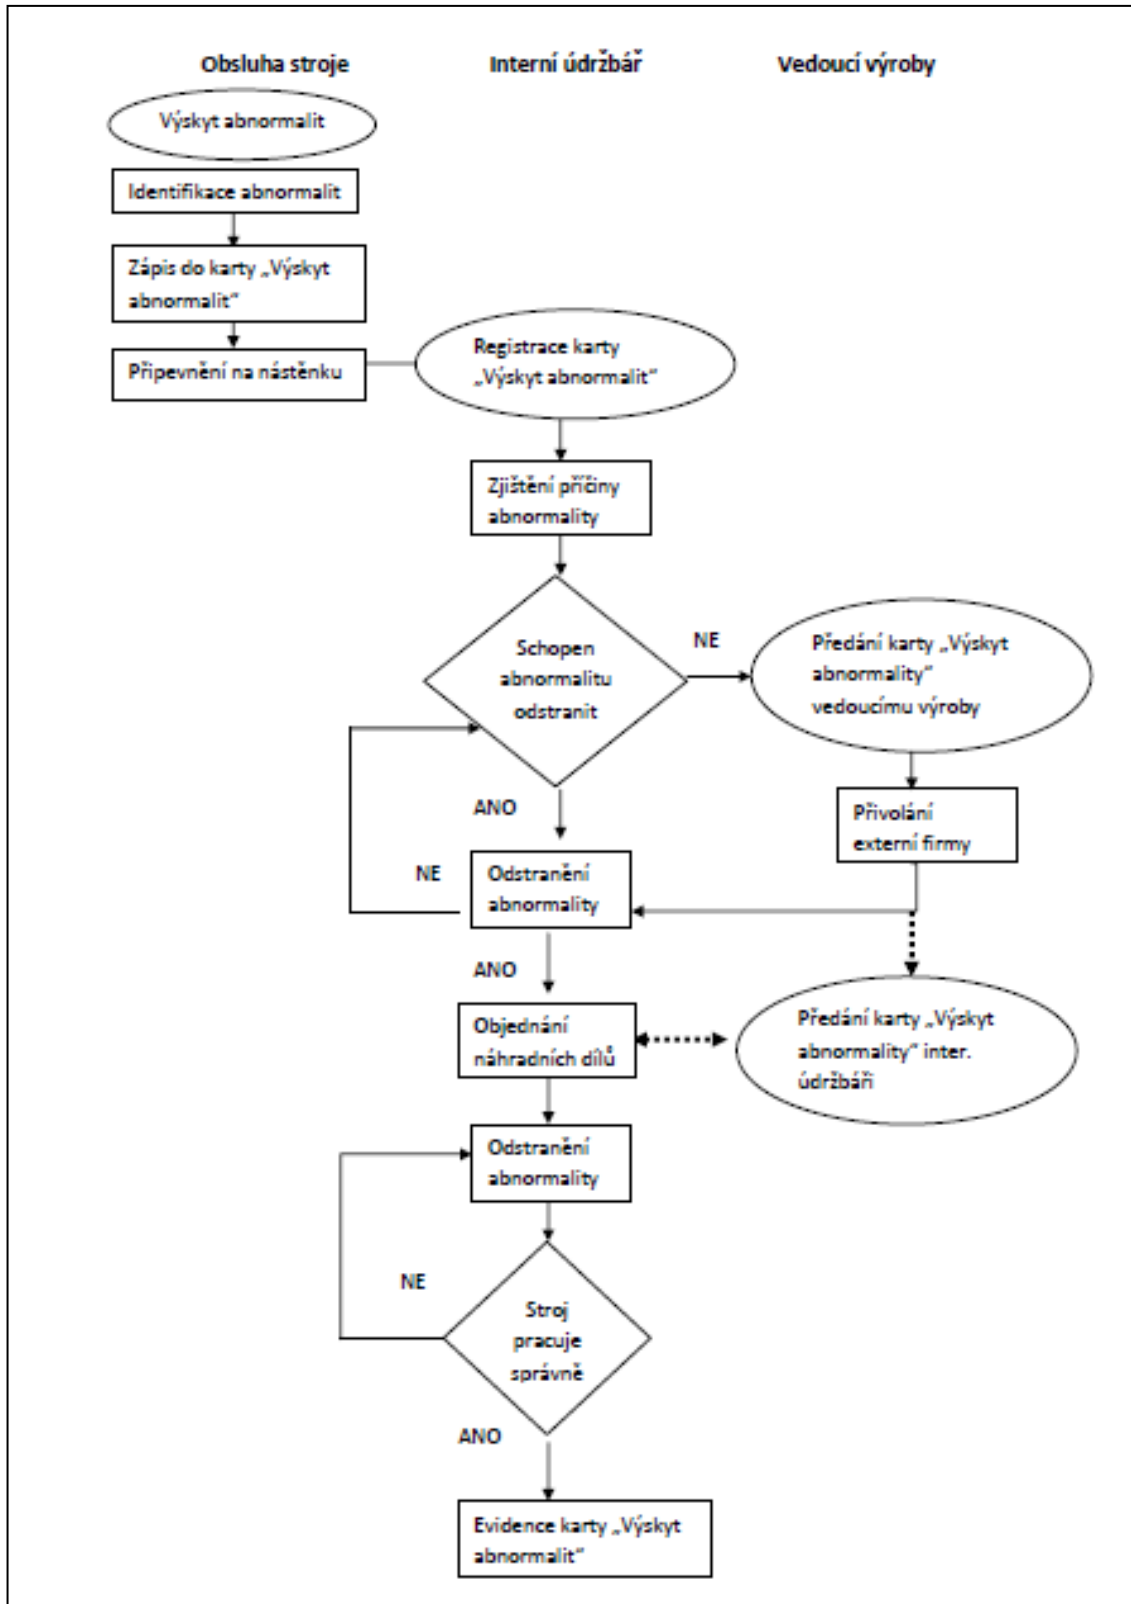 Obsluha stroje
Interní údržbář
Vedoucí výroby
Výskyt abnormalit
Identifikace abnormalit
Zápis do karty „Výskyt
abnormalit“
Připevnění na nástěnku
Registrace karty
„Výskyt abnormalit“
Zjištění příčiny
abnormality
Schopen
abnormalitu
odstranit
NE
Předání karty „Výskyt
abnormality“
vedoucímu výroby
ANO
Přivolání
externí firmy
NE
Odstranění
abnormality
ANO
Objednání
náhradních dílů
Předání karty „Výskyt
abnormality“ inter.
údržbáři
Odstranění
abnormality
NE
Stroj
pracuje
správně
ANO
Evidence karty „Výskyt
abnormalit“